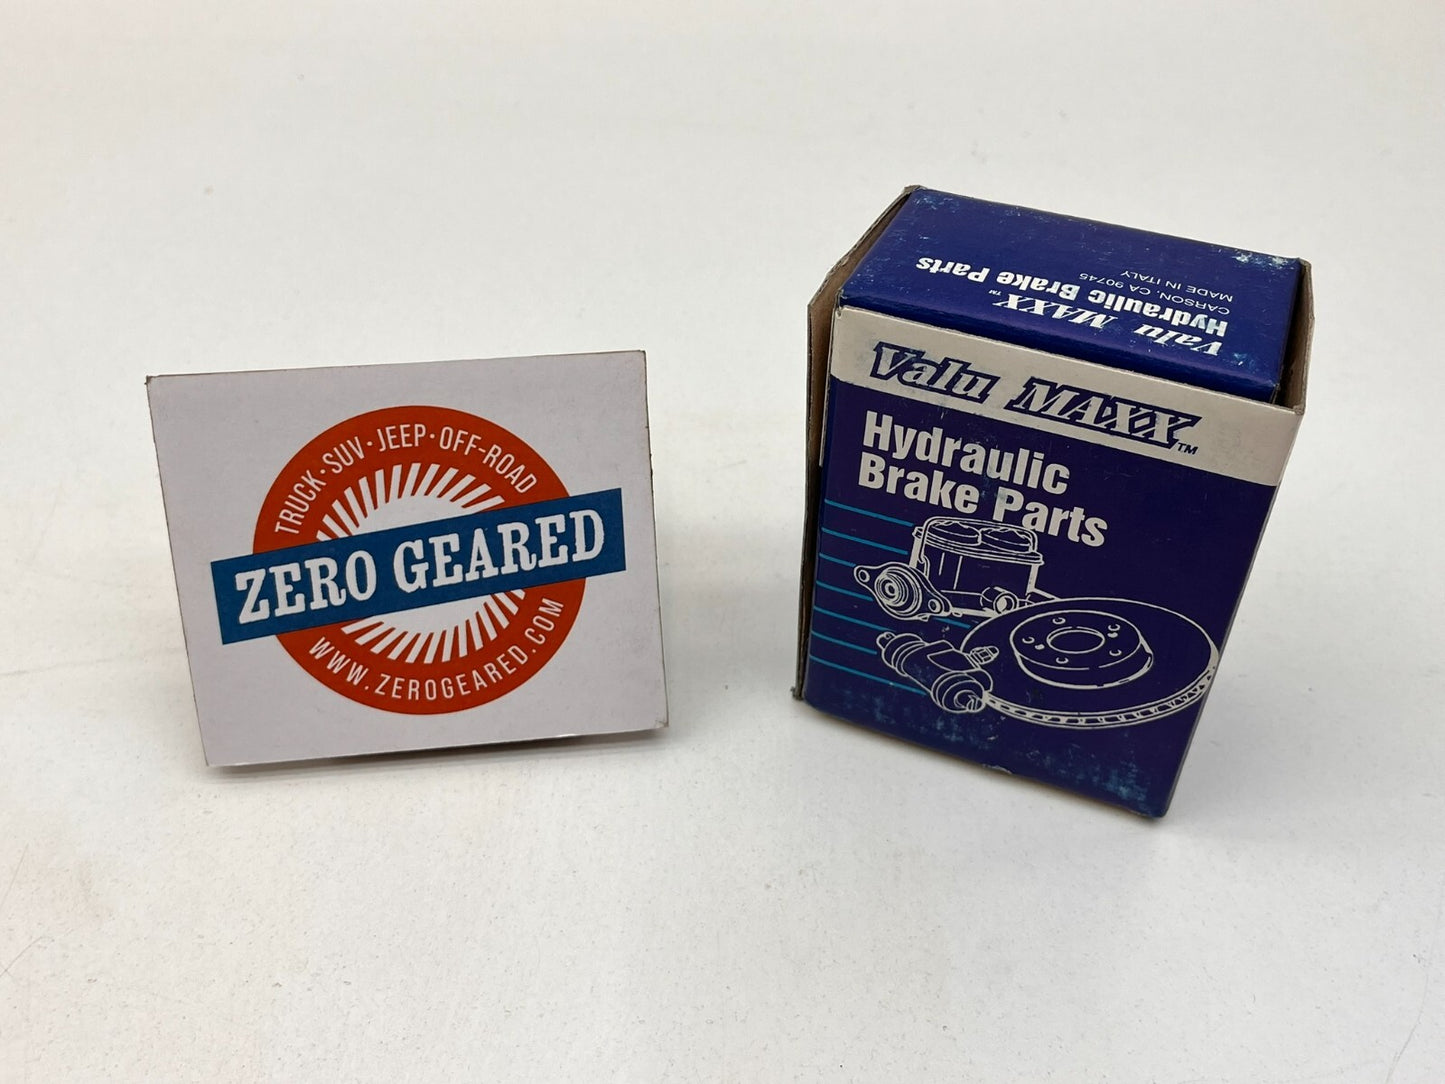 TRUCK · SUV · JEEP · OFF-ROAD
ZERO GEARED
WWW.ZEROGEARED.COM
Valu MAXX™
Hydraulic Brake Parts
CARSON, CA 90745
MADE IN ITALY
Valu MAXX™
Hydraulic
Brake Parts